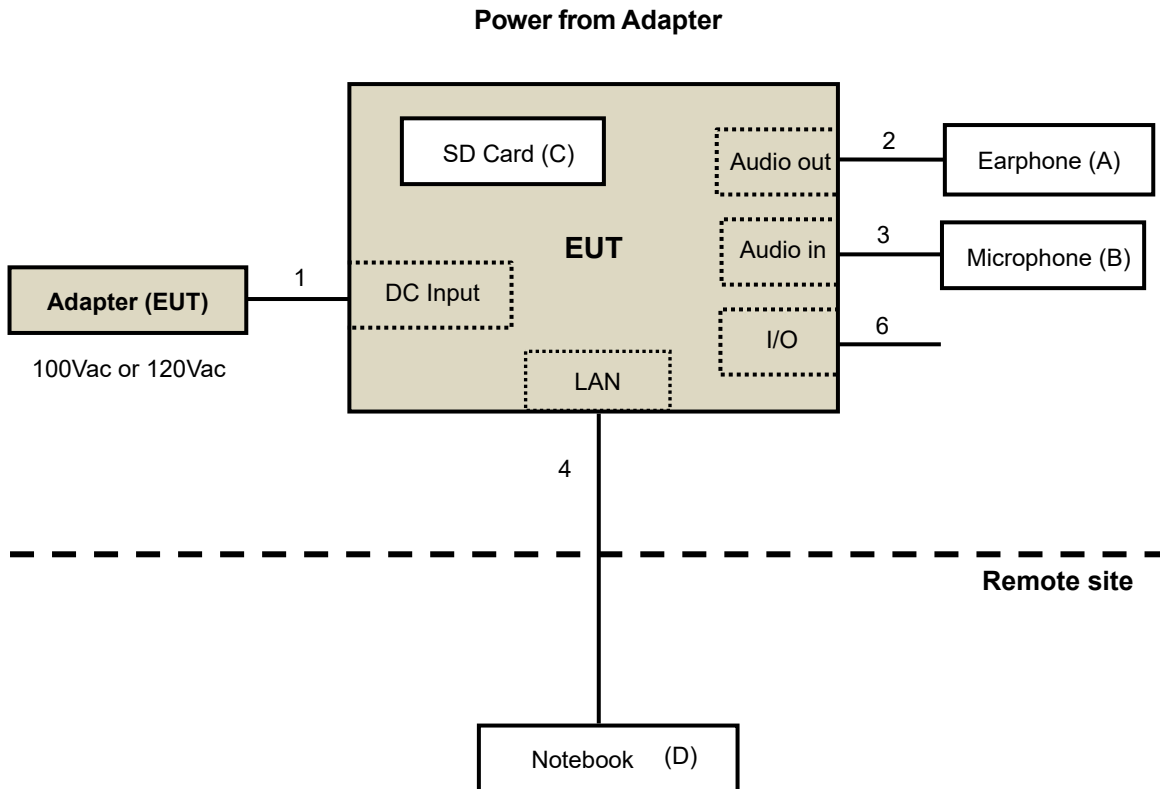 Power from Adapter
SD Card (C)
Audio out
2
Earphone (A)
EUT
Audio in
3
Microphone (B)
Adapter (EUT)
1
DC Input
I/O
6
100Vac or 120Vac
LAN
4
Remote site
Notebook (D)